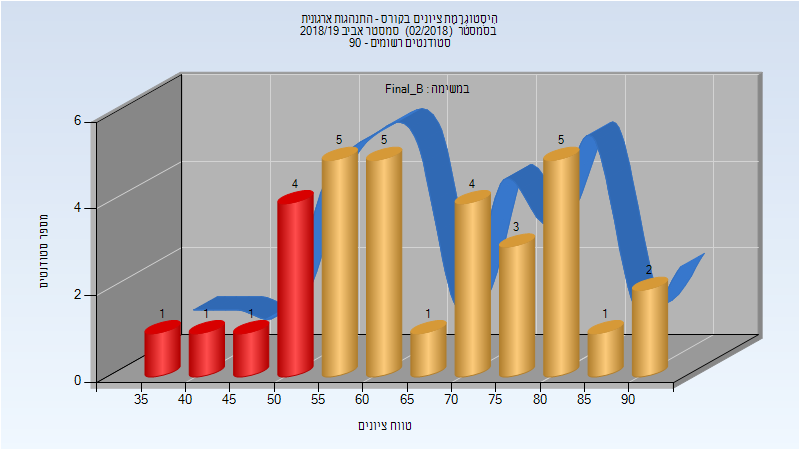 היסטוגרמת ציונים בקורס - התנהגות ארגונית
בסמסטר (02/2018) סמסטר אביב 2018/19
סטודנטים רשומים - 90
במשימה : Final_B
מספר סטודנטים
6
4
2
0
1
1
1
4
5
5
1
4
3
5
1
2
35 40 45 50 55 60 65 70 75 80 85 90
טווח ציונים